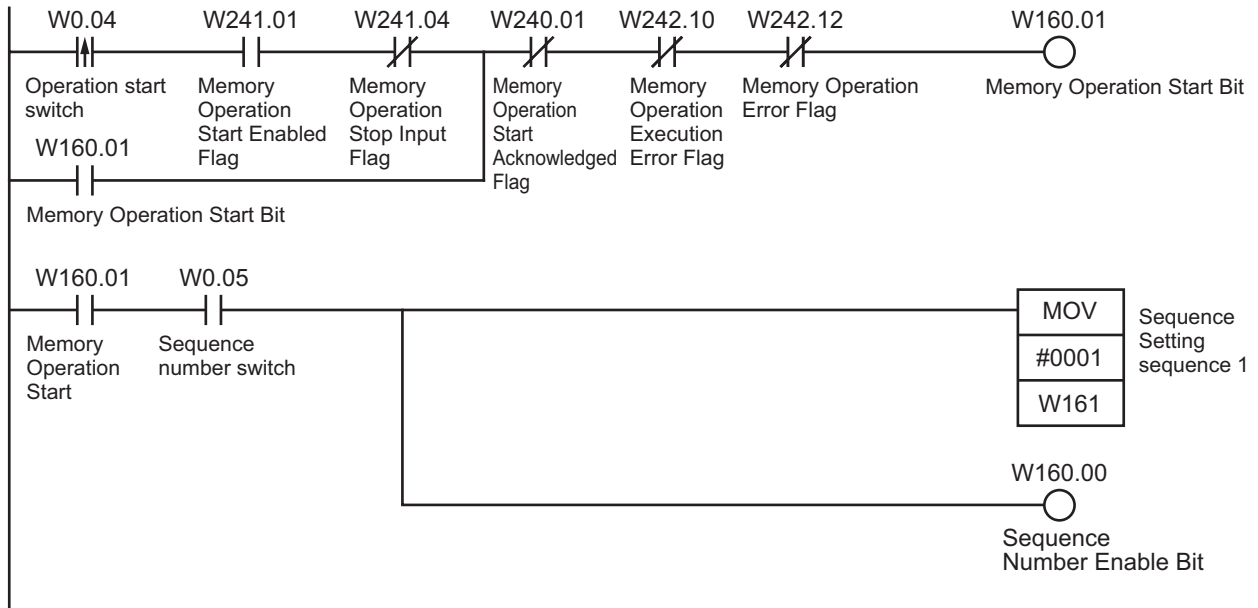 W0.04 W241.01 W241.04 W240.01 W242.10 W242.12 W160.01
Operation start
switch
Memory
Operation
Start Enabled
Flag
Memory
Operation
Stop Input
Flag
Memory
Operation
Start
Acknowledged
Flag
Memory
Operation
Execution
Error Flag
Memory Operation
Error Flag
Memory Operation Start Bit
W160.01
Memory Operation Start Bit
W160.01 W0.05
Memory
Operation
Start
Sequence
number switch
MOV
#0001
W161
Sequence
Setting
sequence 1
W160.00
Sequence
Number Enable Bit